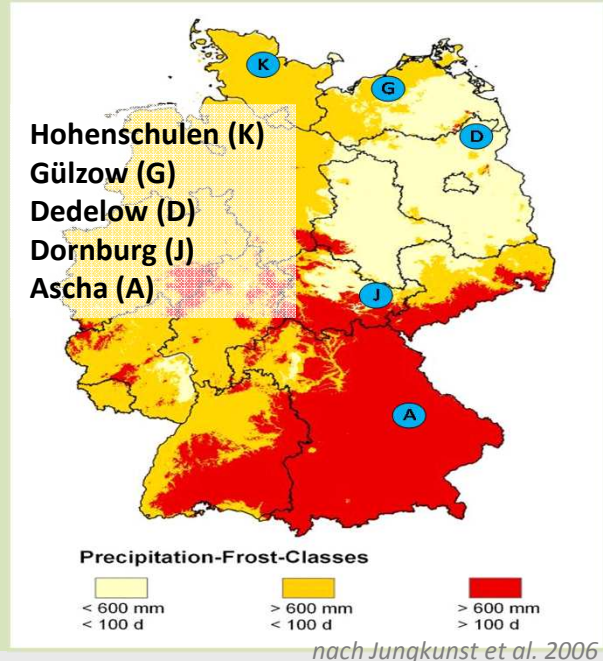 K
G
D
Hohenschulen (K)
Gülzow (G)
Dedelow (D)
Dornburg (J)
Ascha (A)
J
A
Precipitation-Frost-Classes
< 600 mm > 600 mm > 600 mm
< 100 d < 100 d > 100 d
nach Jungkunst et al. 2006